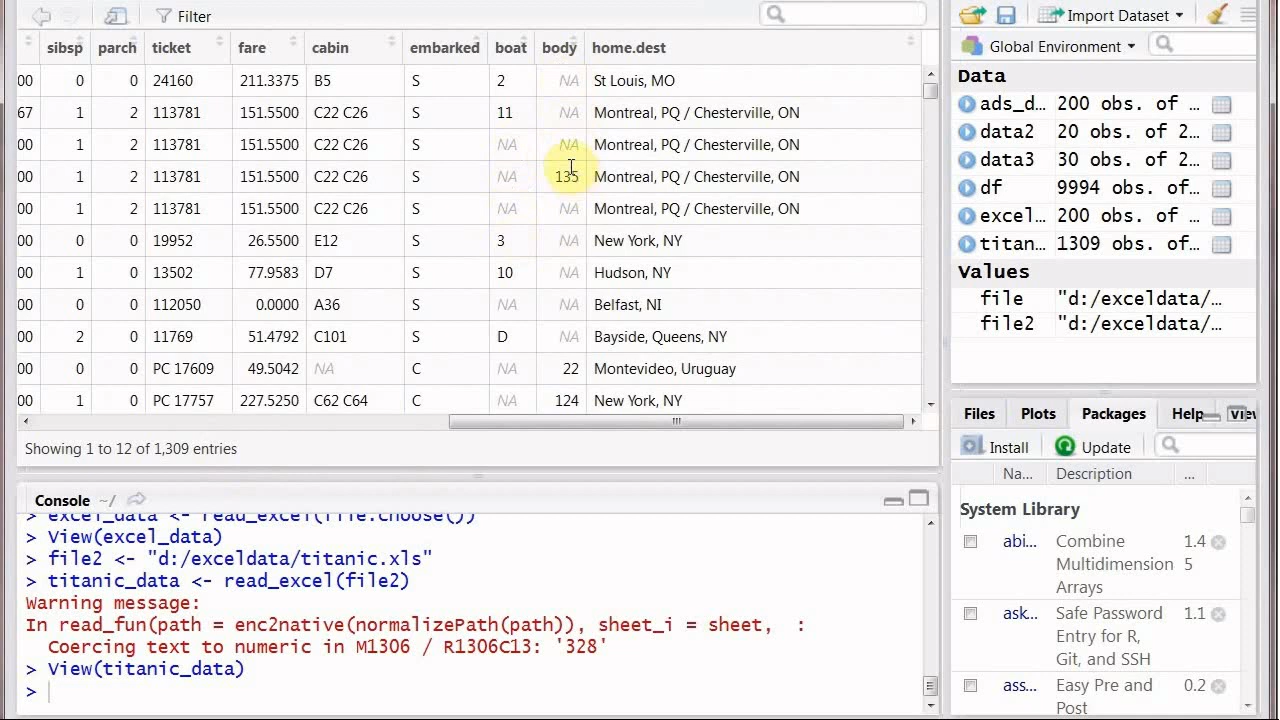 Filter
sibsp parch ticket fare cabin embarked boat body home.dest
00 0 0 24160 211.3375 B5 S 2 NA St Louis, MO
67 1 2 113781 151.5500 C22 C26 S 11 NA Montreal, PQ / Chesterville, ON
00 1 2 113781 151.5500 C22 C26 S NA NA Montreal, PQ / Chesterville, ON
00 1 2 113781 151.5500 C22 C26 S NA 135 Montreal, PQ / Chesterville, ON
00 1 2 113781 151.5500 C22 C26 S NA NA Montreal, PQ / Chesterville, ON
00 0 0 19952 26.5500 E12 S 3 NA New York, NY
00 1 0 13502 77.9583 D7 S 10 NA Hudson, NY
00 0 0 112050 0.0000 A36 S NA NA Belfast, NI
00 2 0 11769 51.4792 C101 S D NA Bayside, Queens, NY
00 0 0 PC 17609 49.5042 NA C NA 22 Montevideo, Uruguay
00 1 0 PC 17757 227.5250 C62 C64 C NA 124 New York, NY
Showing 1 to 12 of 1,309 entries
Console ~/
> excel_data <- read_excel(file.choose())
> View(excel_data)
> file2 <- "d:/exceldata/titanic.xls"
> titanic_data <- read_excel(file2)
Warning message:
In read_fun(path = enc2native(normalizePath(path)), sheet_i = sheet,  :
Coercing text to numeric in M1306 / R1306C13: '328'
> View(titanic_data)
>
Import Dataset
Global Environment
Data
ads_d… 200 obs. of …
data2 20 obs. of 2…
data3 30 obs. of 2…
df 9994 obs. of …
excel… 200 obs. of …
titan… 1309 obs. of…
Values
file "d:/exceldata/…
file2 "d:/exceldata/…
Files Plots Packages Help Vie
Install Update
Na... Description ...
System Library
abi... Combine 1.4
Multidimension 5
Arrays
ask... Safe Password 1.1
Entry for R,
Git, and SSH
ass... Easy Pre and 0.2
Post